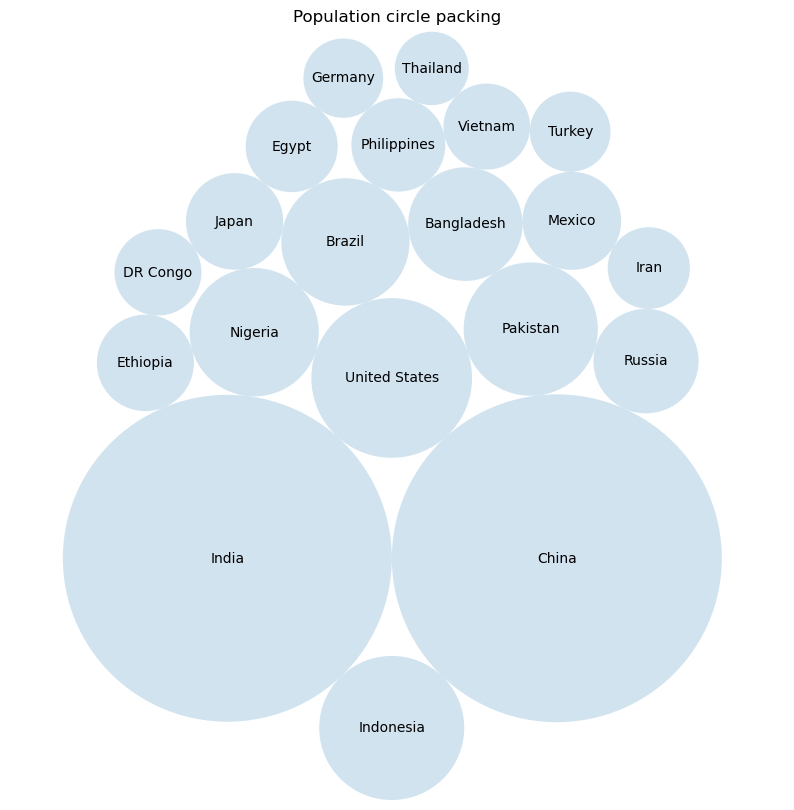 Population circle packing
Thailand
Germany
Vietnam
Turkey
Philippines
Egypt
Japan
Bangladesh
Mexico
Brazil
Iran
DR Congo
Pakistan
Nigeria
Russia
Ethiopia
United States
India
China
Indonesia